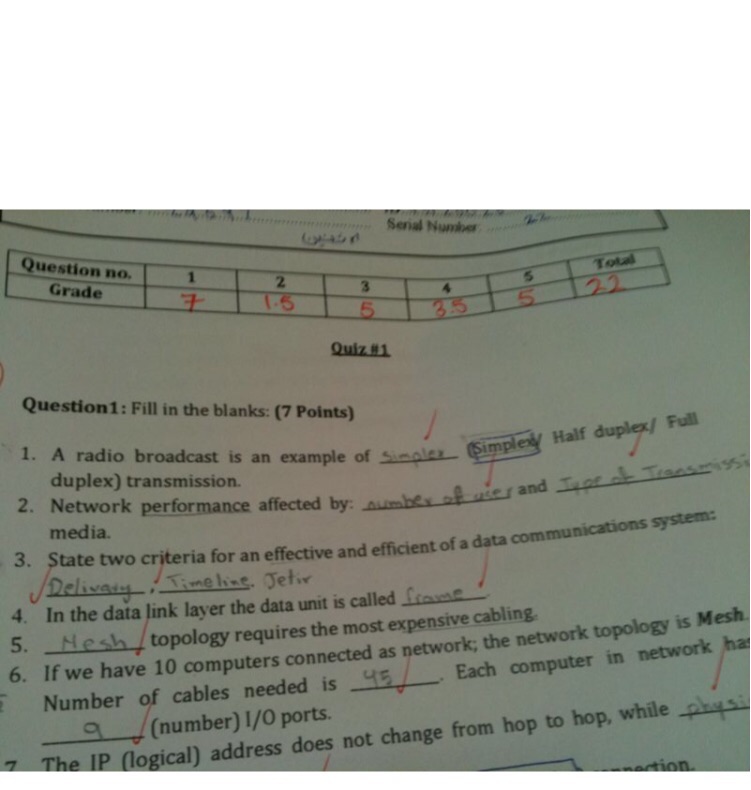 Serial Number
Question no. 1 2 3 4 5 Total
Grade 7 1.5 5 3.5 5 22
Quiz #1
Question1: Fill in the blanks: (7 Points)
1. A radio broadcast is an example of simplex (Simplex/ Half duplex/ Full
duplex) transmission.
2. Network performance affected by: number of user and Type of Transmissi
media.
3. State two criteria for an effective and efficient of a data communications system:
Delivary, Timeline. Jetir
4. In the data link layer the data unit is called frame
5. Mesh topology requires the most expensive cabling.
6. If we have 10 computers connected as network; the network topology is Mesh.
Number of cables needed is 45. Each computer in network has
9 (number) I/O ports.
7 The IP (logical) address does not change from hop to hop, while physi
nnection.